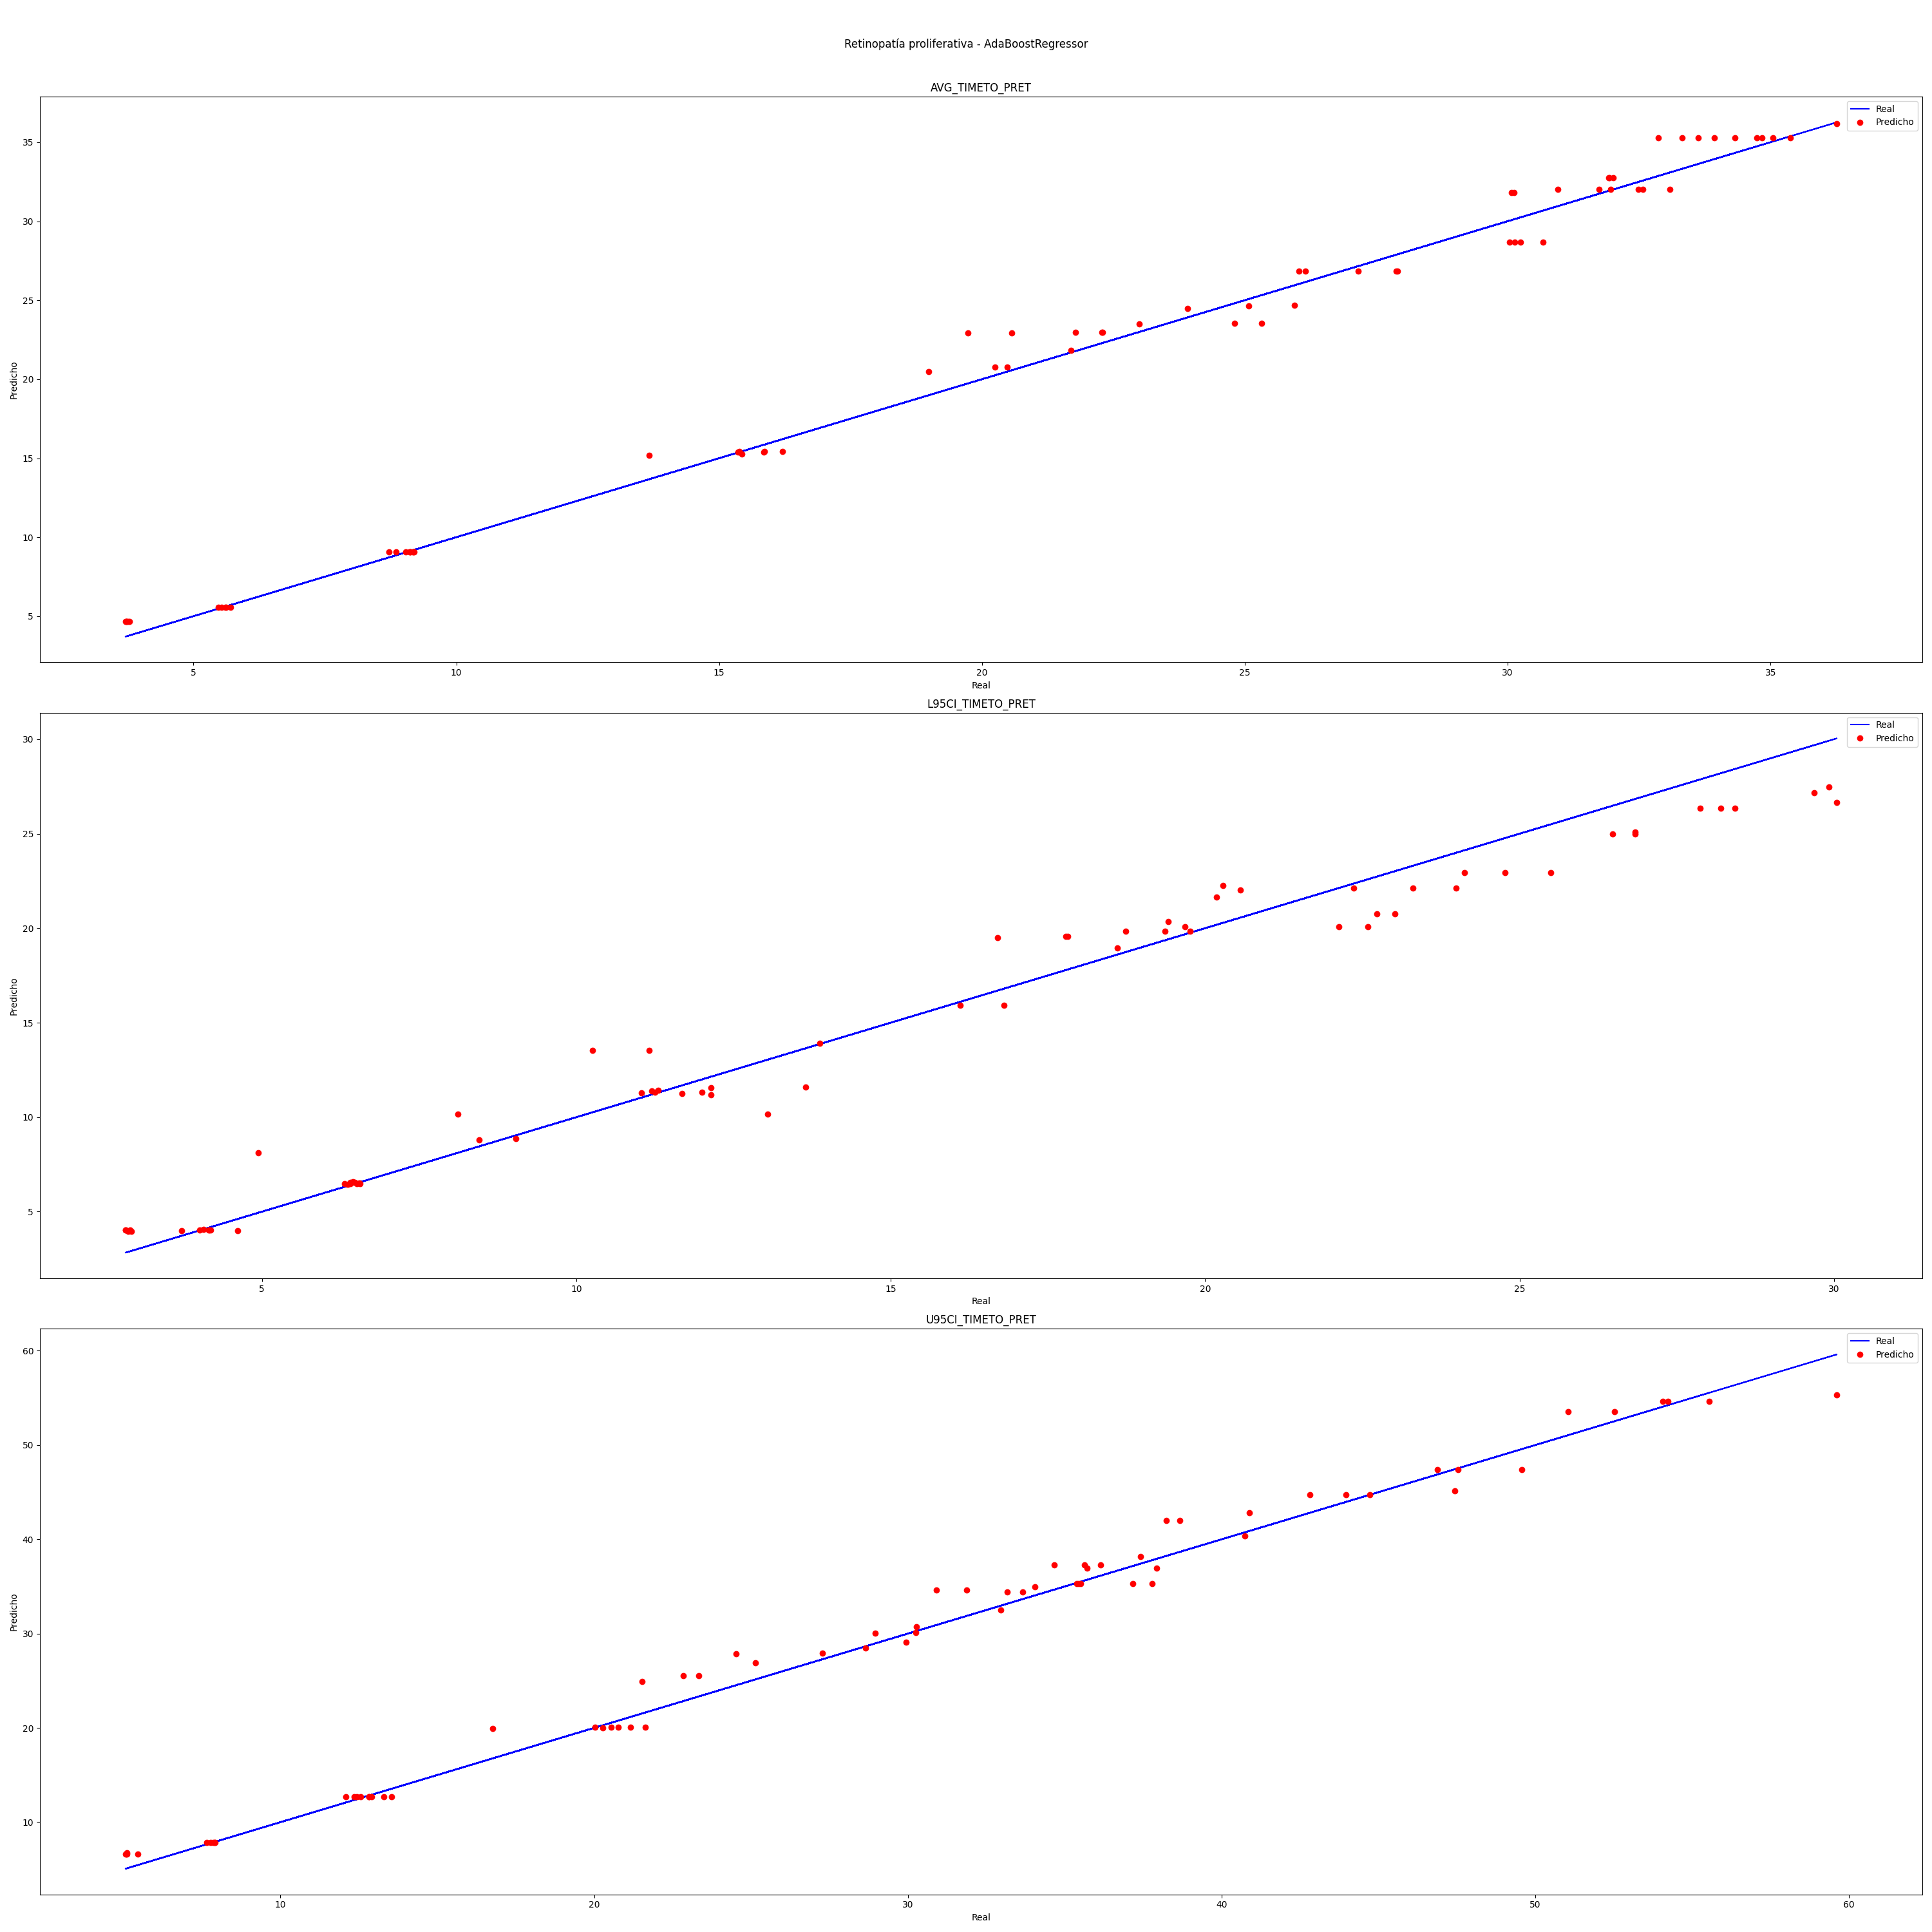 Retinopatía proliferativa - AdaBoostRegressor
AVG_TIMETO_PRET
Real
Predicho
35
30
25
20
15
10
5
Predicho
5 10 15 20 25 30 35
Real
L95CI_TIMETO_PRET
Real
Predicho
30
25
20
15
10
5
Predicho
5 10 15 20 25 30
Real
U95CI_TIMETO_PRET
Real
Predicho
60
50
40
30
20
10
Predicho
10 20 30 40 50 60
Real